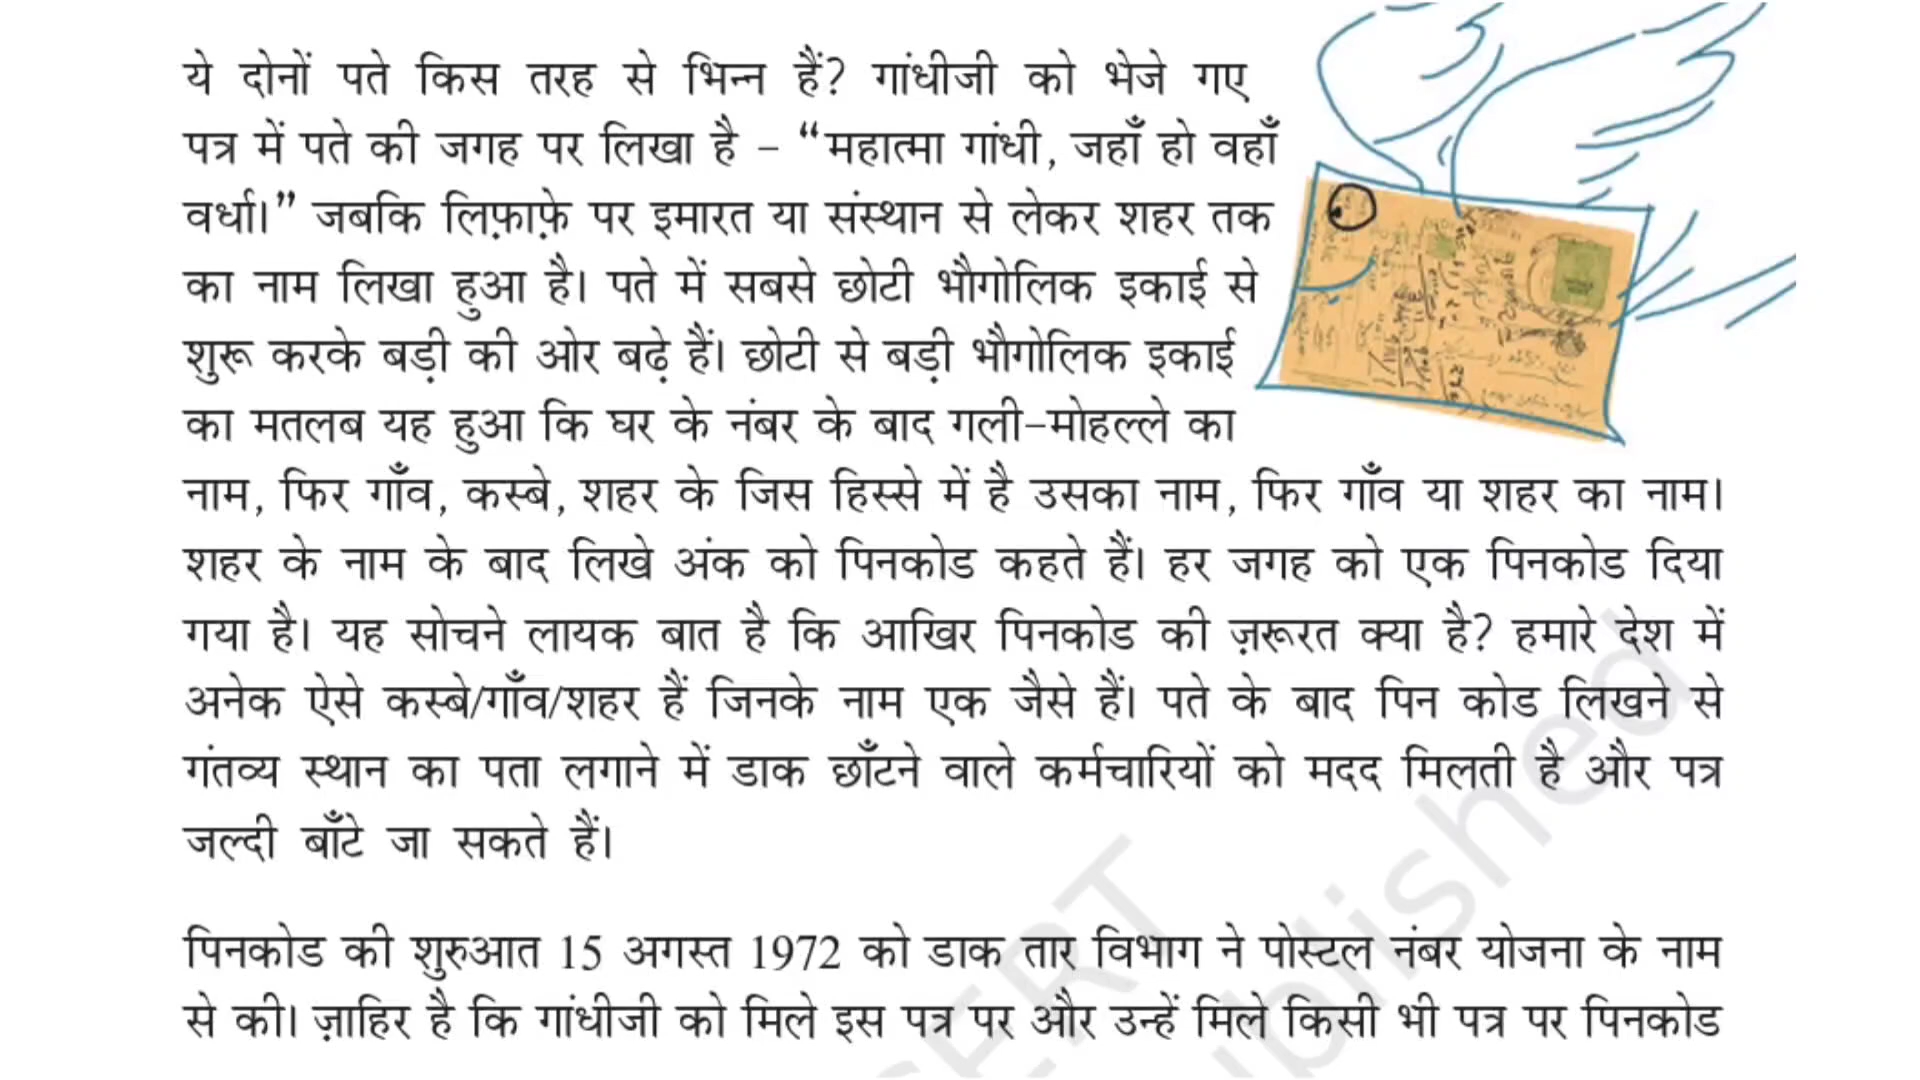 ये दोनों पते किस तरह से भिन्न हैं? गांधीजी को भेजे गए
पत्र में पते की जगह पर लिखा है – “महात्मा गांधी, जहाँ हो वहाँ
वर्धा।” जबकि लिफ़ाफ़े पर इमारत या संस्थान से लेकर शहर तक
का नाम लिखा हुआ है। पते में सबसे छोटी भौगोलिक इकाई से
शुरू करके बड़ी की ओर बढ़े हैं। छोटी से बड़ी भौगोलिक इकाई
का मतलब यह हुआ कि घर के नंबर के बाद गली-मोहल्ले का
नाम, फिर गाँव, कस्बे, शहर के जिस हिस्से में है उसका नाम, फिर गाँव या शहर का नाम।
शहर के नाम के बाद लिखे अंक को पिनकोड कहते हैं। हर जगह को एक पिनकोड दिया
गया है। यह सोचने लायक बात है कि आखिर पिनकोड की ज़रूरत क्या है? हमारे देश में
अनेक ऐसे कस्बे/गाँव/शहर हैं जिनके नाम एक जैसे हैं। पते के बाद पिन कोड लिखने से
गंतव्य स्थान का पता लगाने में डाक छाँटने वाले कर्मचारियों को मदद मिलती है और पत्र
जल्दी बाँटे जा सकते हैं।
पिनकोड की शुरुआत 15 अगस्त 1972 को डाक तार विभाग ने पोस्टल नंबर योजना के नाम
से की। ज़ाहिर है कि गांधीजी को मिले इस पत्र पर और उन्हें मिले किसी भी पत्र पर पिनकोड